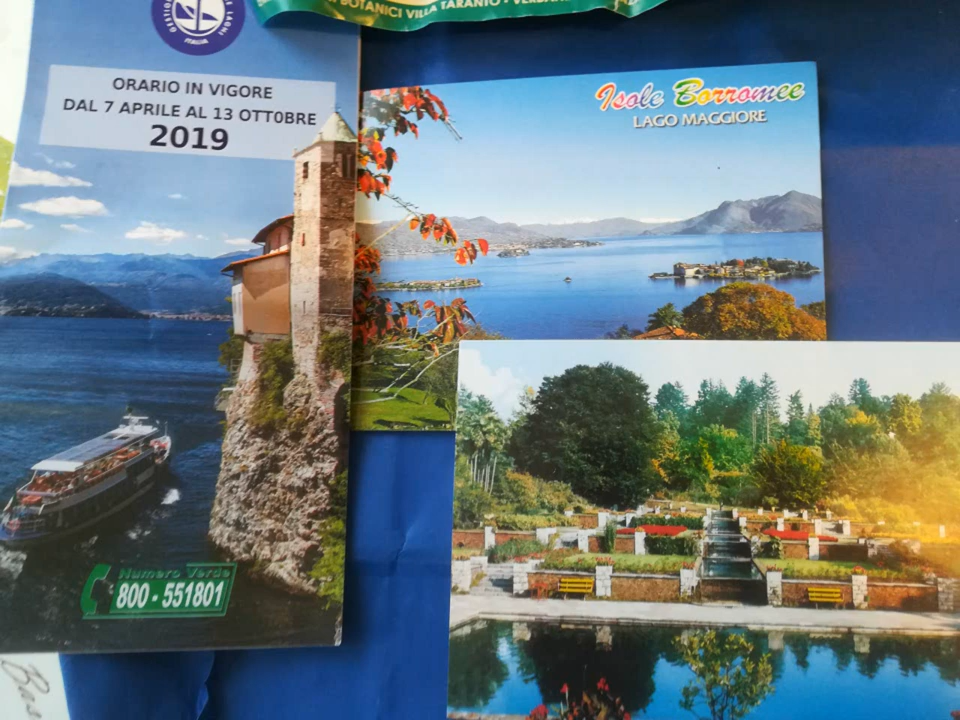 BOTANICI VILLA TARANTO
ITALIA
ORARIO IN VIGORE
DAL 7 APRILE AL 13 OTTOBRE
2019
Isole Borromee
LAGO MAGGIORE
Numero Verde
800-551801